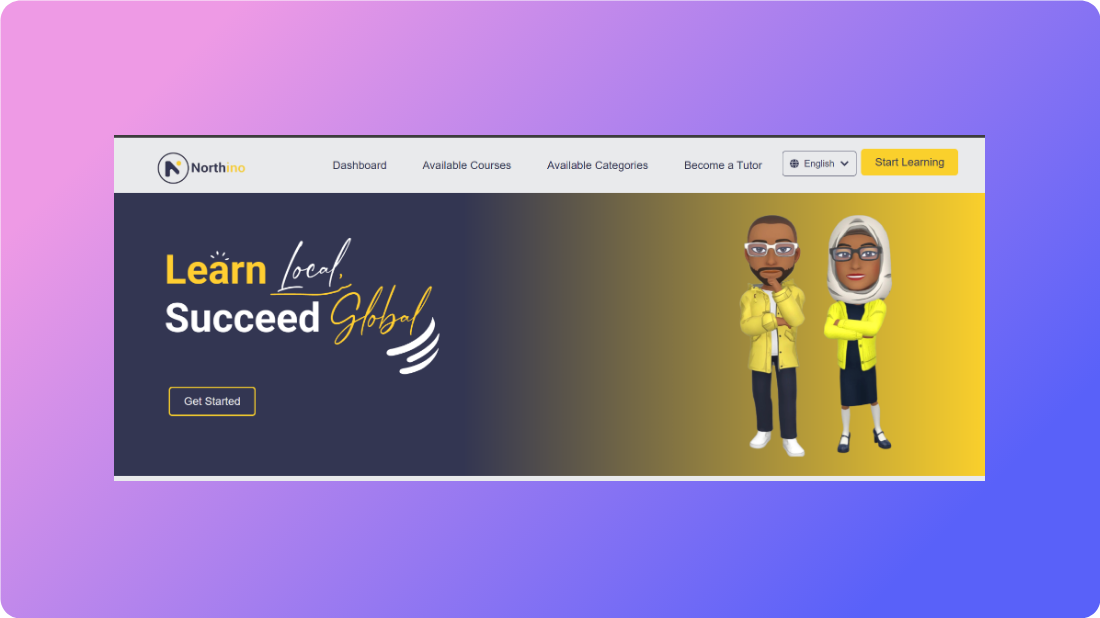 Northino
Dashboard
Available Courses
Available Categories
Become a Tutor
English
Start Learning
Learn Local,
Succeed Global
Get Started